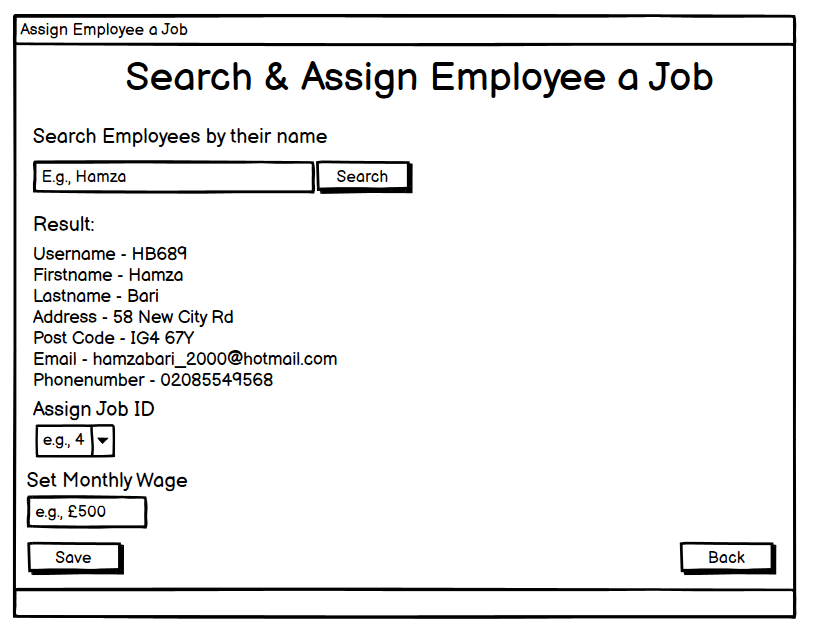 Assign Employee a Job
Search & Assign Employee a Job
Search Employees by their name
E.g., Hamza
Search
Result:
Username - HB689
Firstname - Hamza
Lastname - Bari
Address - 58 New City Rd
Post Code - IG4 67Y
Email - hamzabari_2000@hotmail.com
Phonenumber - 02085549568
Assign Job ID
e.g., 4
Set Monthly Wage
e.g., £500
Save
Back